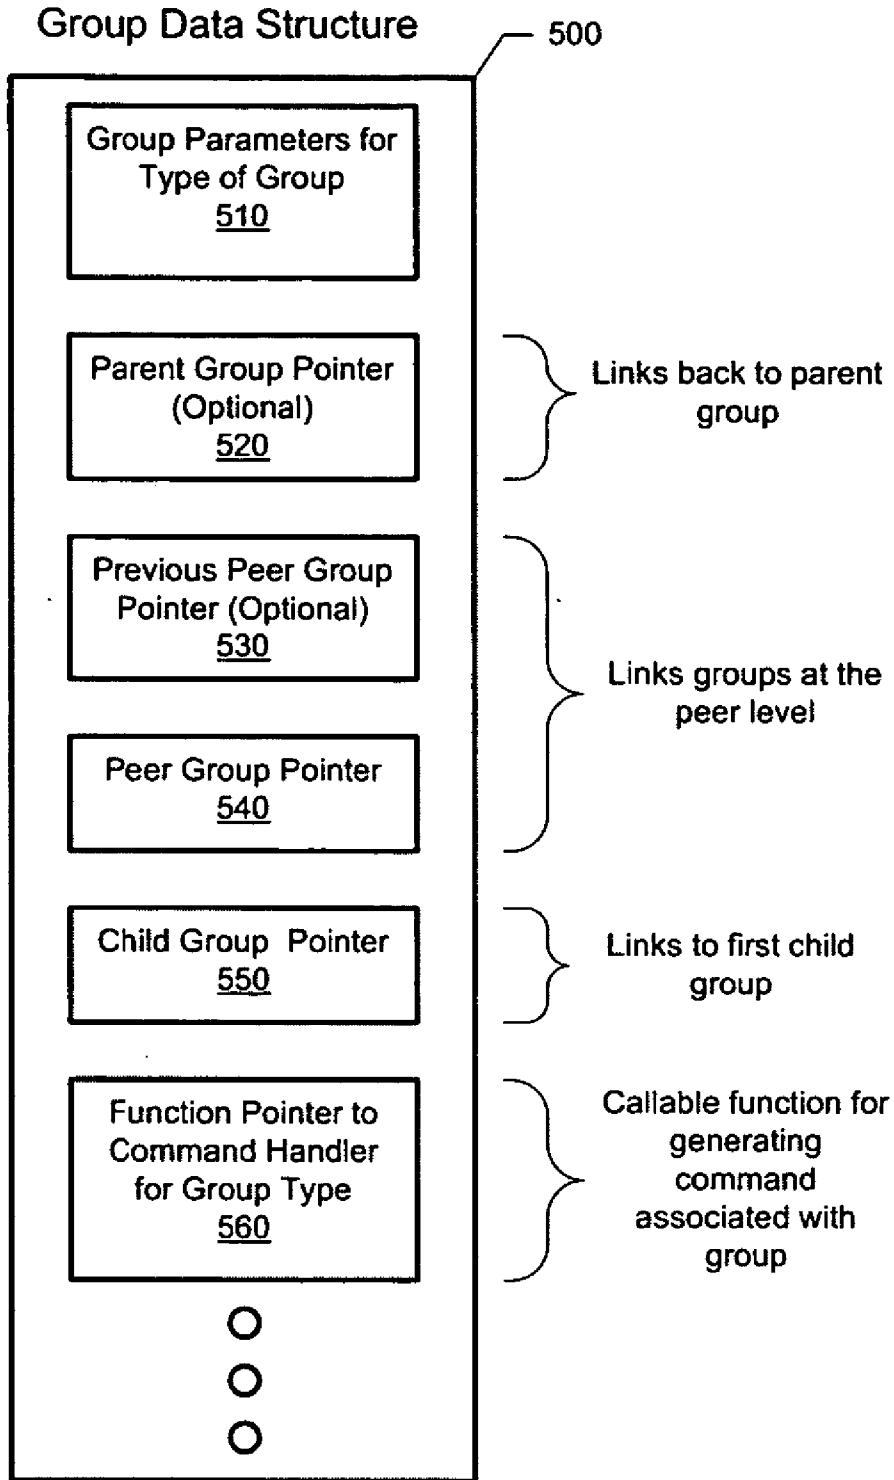 Group Data Structure
500
Group Parameters for
Type of Group
510
Parent Group Pointer
(Optional)
520
Links back to parent
group
Previous Peer Group
Pointer (Optional)
530
Links groups at the
peer level
Peer Group Pointer
540
Child Group Pointer
550
Links to first child
group
Function Pointer to
Command Handler
for Group Type
560
Callable function for
generating
command
associated with
group